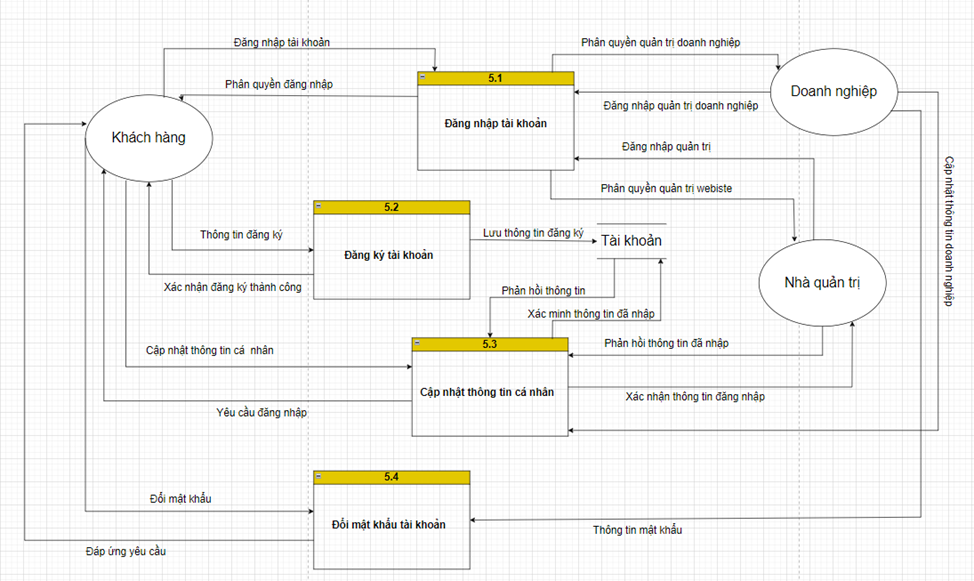 Đăng nhập tài khoản
Phân quyền quản trị doanh nghiệp
5.1
Phân quyền đăng nhập
Doanh nghiệp
Đăng nhập quản trị doanh nghiệp
Đăng nhập tài khoản
Khách hàng
Đăng nhập quản trị
Cập nhật thông tin doanh nghiệp
Phân quyền quản trị webiste
5.2
Thông tin đăng ký
Lưu thông tin đăng ký
Tài khoản
Đăng ký tài khoản
Nhà quản trị
Xác nhận đăng ký thành công
Phản hồi thông tin
Xác minh thông tin đã nhập
5.3
Phản hồi thông tin đã nhập
Cập nhật thông tin cá nhân
Cập nhật thông tin cá nhân
Xác nhận thông tin đăng nhập
Yêu cầu đăng nhập
5.4
Đổi mật khẩu
Đổi mật khẩu tài khoản
Thông tin mật khẩu
Đáp ứng yêu cầu